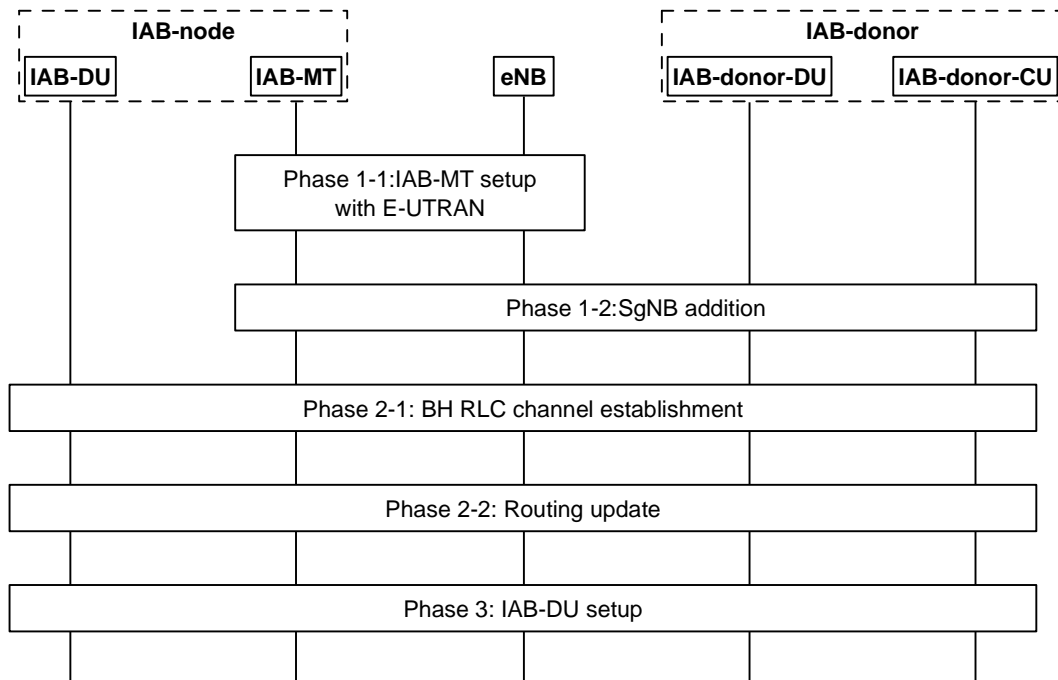 IAB-node
IAB-donor
IAB-DU
IAB-MT
eNB
IAB-donor-DU
IAB-donor-CU
Phase 1-1:IAB-MT setup
with E-UTRAN
Phase 1-2:SgNB addition
Phase 2-1: BH RLC channel establishment
Phase 2-2: Routing update
Phase 3: IAB-DU setup